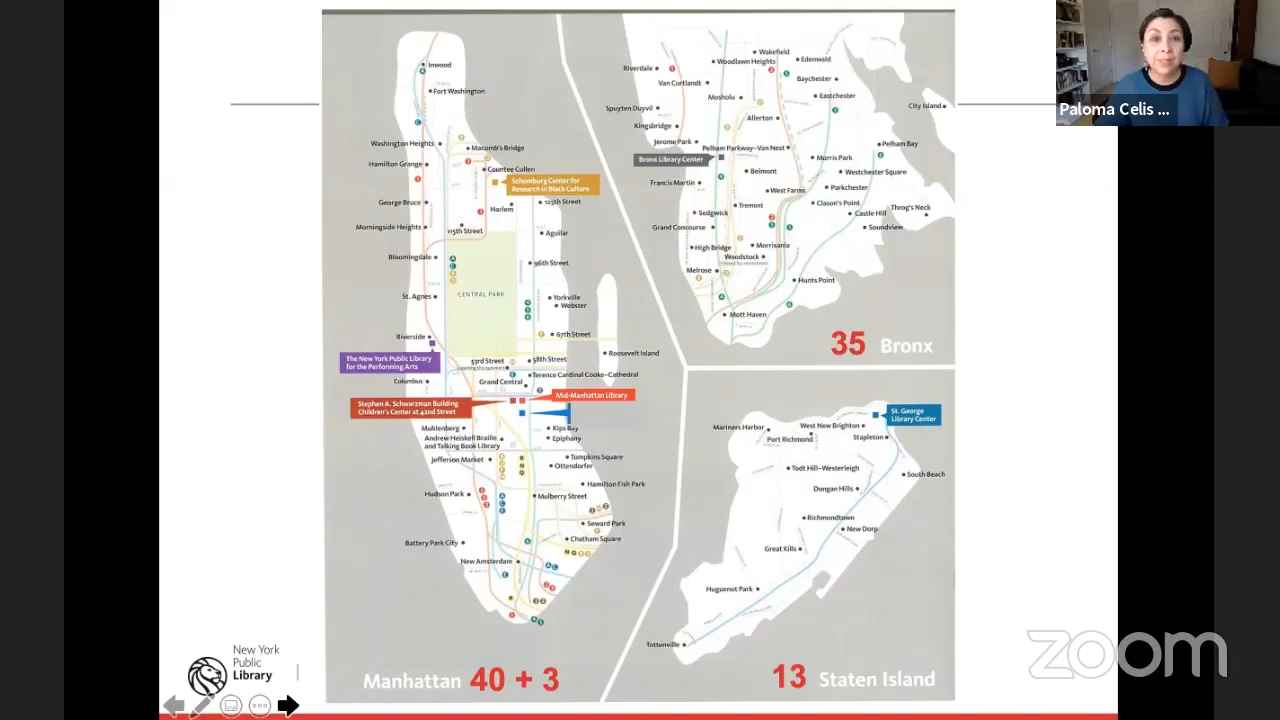 Inwood
Fort Washington
Washington Heights
Macomb's Bridge
Hamilton Grange
Countee Cullen
Schomburg Center for
Research in Black Culture
George Bruce
Harlem
125th Street
Morningside Heights
115th Street
Aguilar
Bloomingdale
96th Street
CENTRAL PARK
St. Agnes
Yorkville
Webster
Riverside
67th Street
The New York Public Library
for the Performing Arts
53rd Street
58th Street
Roosevelt Island
Columbus
Grand Central
Terence Cardinal Cooke–Cathedral
Stephen A. Schwarzman Building
Children's Center at 42nd Street
Mid-Manhattan Library
Muhlenberg
Kips Bay
Andrew Heiskell Braille
and Talking Book Library
Epiphany
Jefferson Market
Tompkins Square
Ottendorfer
Hudson Park
Hamilton Fish Park
Mulberry Street
Seward Park
Battery Park City
Chatham Square
New Amsterdam
Manhattan 40 + 3
Wakefield
Riverdale
Woodlawn Heights
Edenwald
Van Cortlandt
Baychester
Mosholu
Eastchester
Spuyten Duyvil
City Island
Kingsbridge
Allerton
Jerome Park
Pelham Parkway–Van Nest
Pelham Bay
Bronx Library Center
Morris Park
Belmont
Westchester Square
Francis Martin
West Farms
Parkchester
Tremont
Clason's Point
Throg's Neck
Sedgwick
Castle Hill
Grand Concourse
Soundview
High Bridge
Morrisania
Woodstock
Melrose
Hunts Point
Mott Haven
35 Bronx
St. George
Library Center
Mariners Harbor
West New Brighton
Port Richmond
Stapleton
Todt Hill–Westerleigh
South Beach
Dongan Hills
Richmondtown
New Dorp
Great Kills
Huguenot Park
Tottenville
13 Staten Island
New York
Public
Library
Paloma Celis ...
zoom